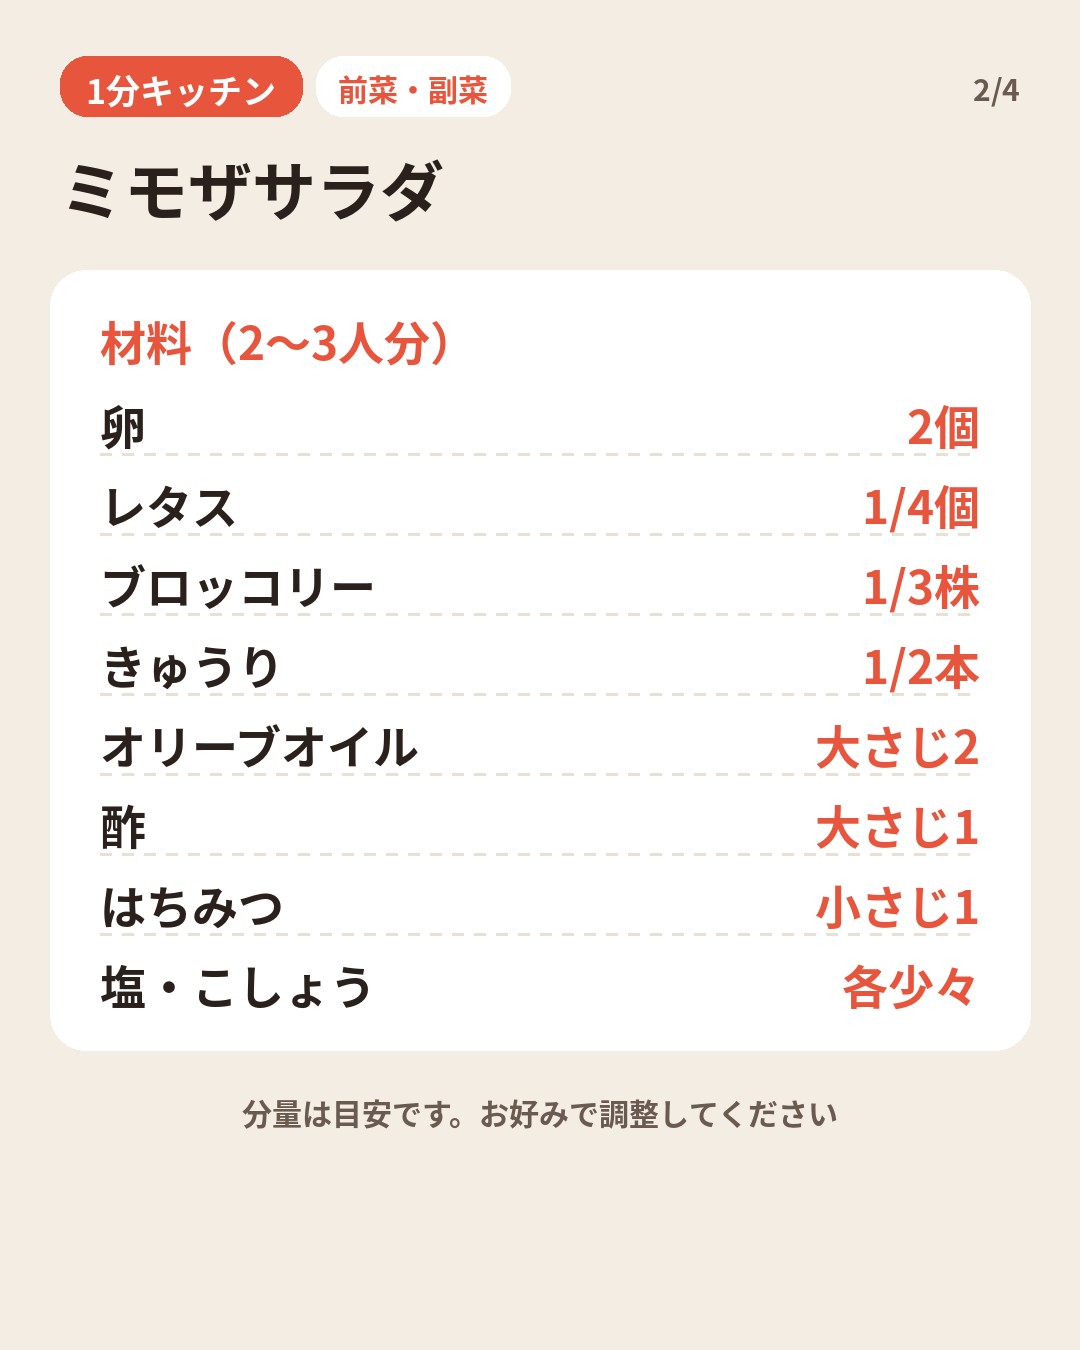 1分キッチン 前菜・副菜 2/4
ミモザサラダ
材料（2〜3人分）
卵 2個
レタス 1/4個
ブロッコリー 1/3株
きゅうり 1/2本
オリーブオイル 大さじ2
酢 大さじ1
はちみつ 小さじ1
塩・こしょう 各少々
分量は目安です。お好みで調整してください